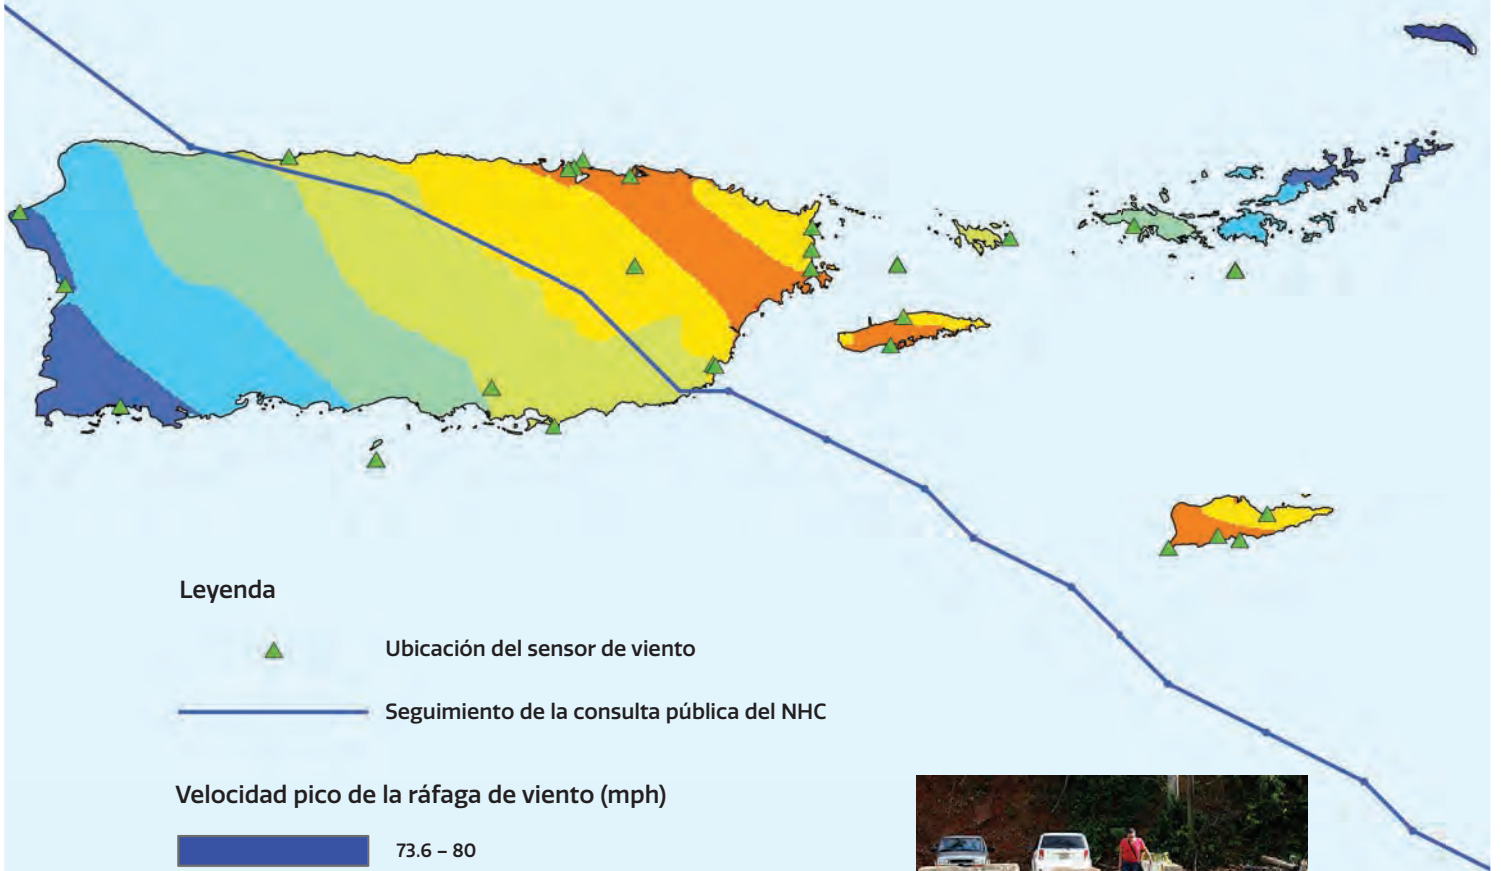 Leyenda
Ubicación del sensor de viento
Seguimiento de la consulta pública del NHC
Velocidad pico de la ráfaga de viento (mph)
73.6 – 80